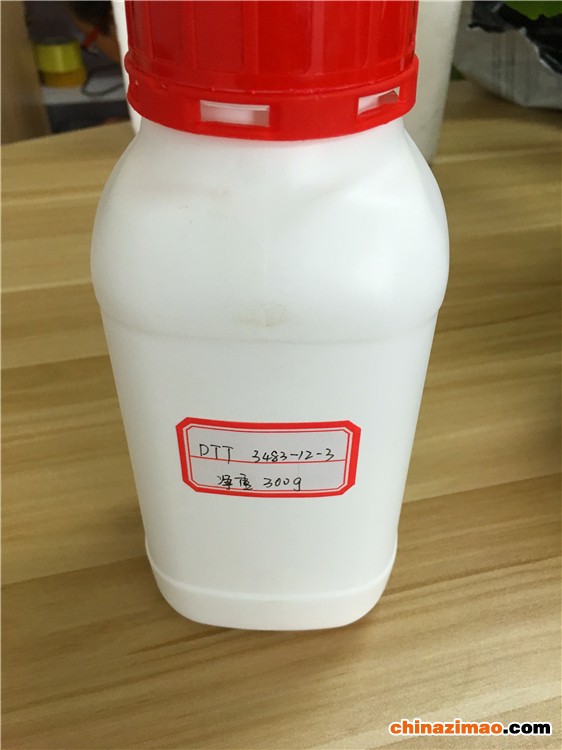 DTT 3483-12-3
净重 300g
chinazimao.com